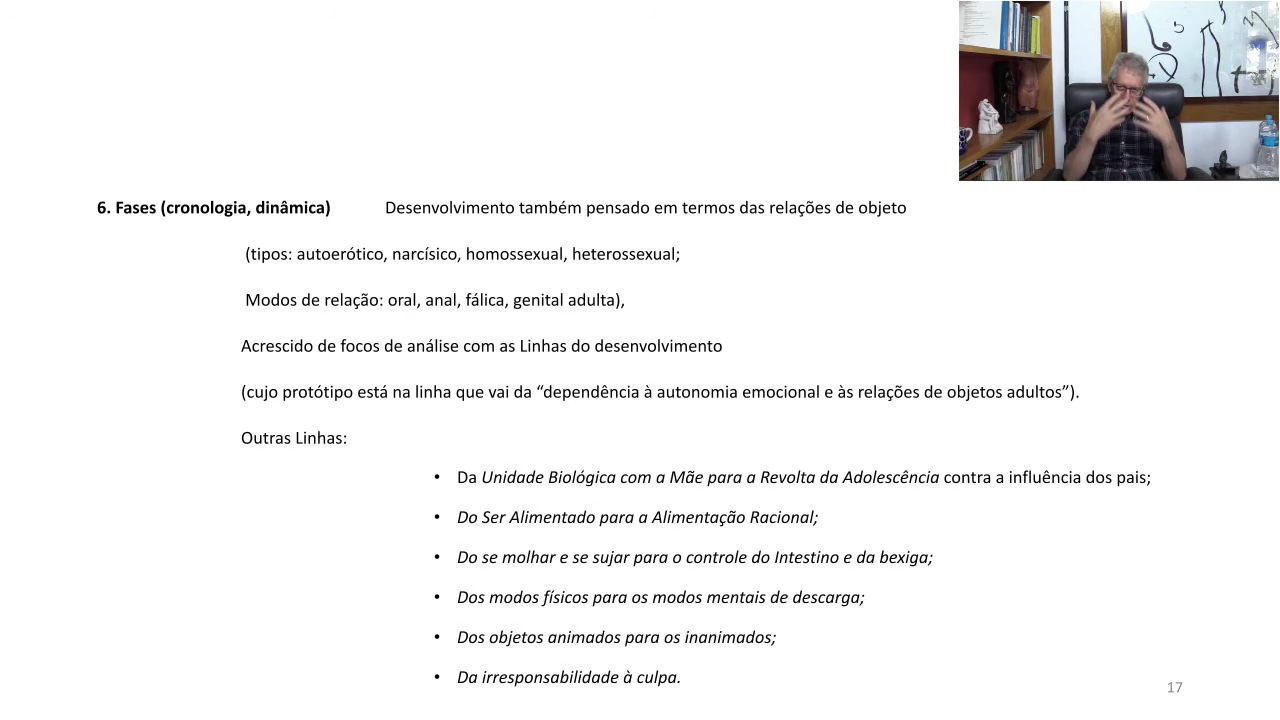 6. Fases (cronologia, dinâmica) Desenvolvimento também pensado em termos das relações de objeto
(tipos: autoerótico, narcísico, homossexual, heterossexual;
Modos de relação: oral, anal, fálica, genital adulta),
Acrescido de focos de análise com as Linhas do desenvolvimento
(cujo protótipo está na linha que vai da “dependência à autonomia emocional e às relações de objetos adultos”).
Outras Linhas:
• Da Unidade Biológica com a Mãe para a Revolta da Adolescência contra a influência dos pais;
• Do Ser Alimentado para a Alimentação Racional;
• Do se molhar e se sujar para o controle do Intestino e da bexiga;
• Dos modos físicos para os modos mentais de descarga;
• Dos objetos animados para os inanimados;
• Da irresponsabilidade à culpa.
17